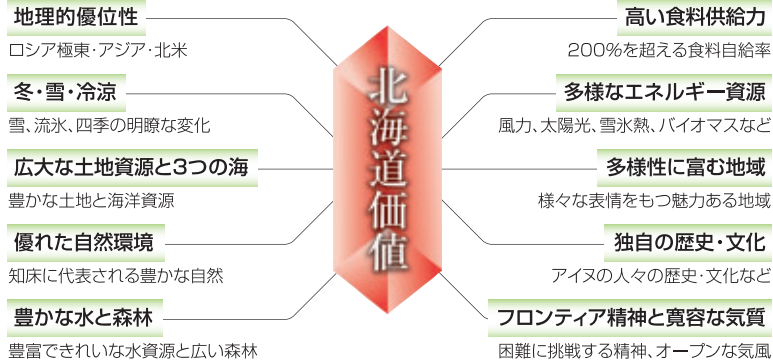 地理的優位性
ロシア極東・アジア・北米
冬・雪・冷涼
雪、流氷、四季の明瞭な変化
広大な土地資源と3つの海
豊かな土地と海洋資源
優れた自然環境
知床に代表される豊かな自然
豊かな水と森林
豊富できれいな水資源と広い森林
北海道価値
高い食料供給力
200%を超える食料自給率
多様なエネルギー資源
風力、太陽光、雪氷熱、バイオマスなど
多様性に富む地域
様々な表情をもつ魅力ある地域
独自の歴史・文化
アイヌの人々の歴史・文化など
フロンティア精神と寛容な気質
困難に挑戦する精神、オープンな気風